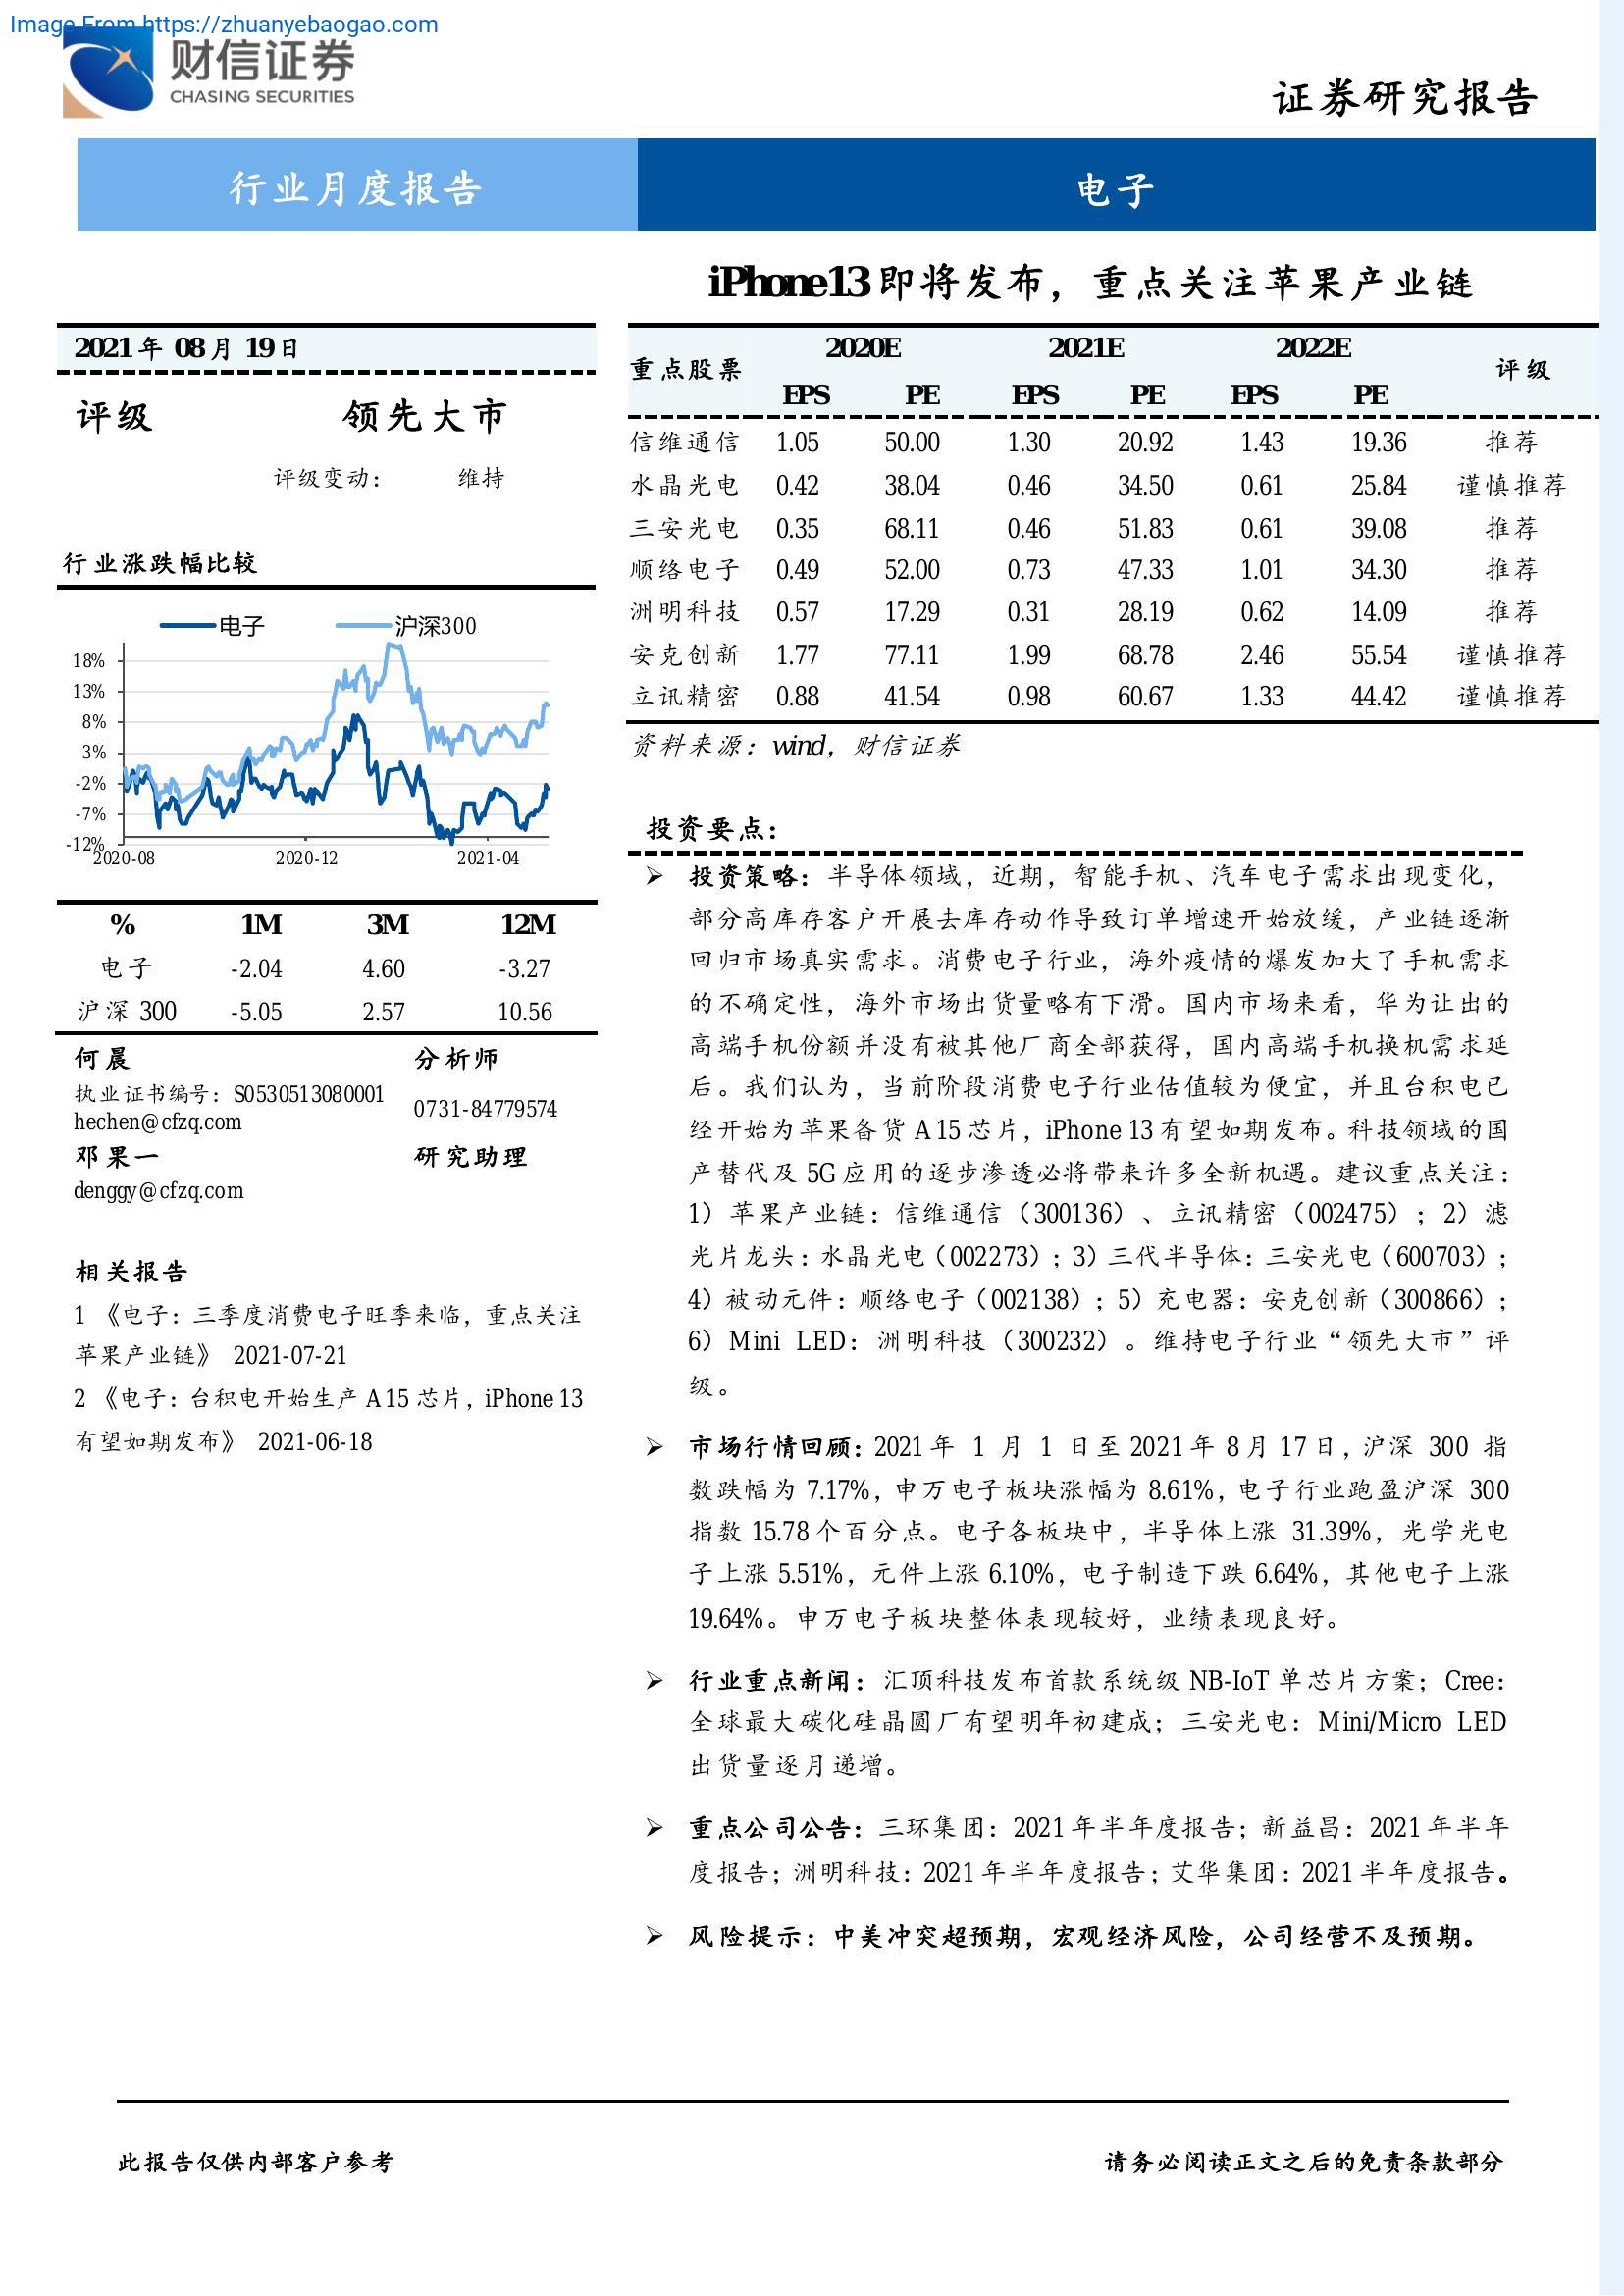 Image From https://zhuanyebaogao.com
财信证券
CHASING SECURITIES
证券研究报告
行业月度报告
电子
iPhone13 即将发布，重点关注苹果产业链
2021 年 08 月 19 日
评级 领先大市
评级变动： 维持
行业涨跌幅比较
电子 沪深300
18%
13%
8%
3%
-2%
-7%
-12%
2020-08 2020-12 2021-04
% 1M 3M 12M
电子 -2.04 4.60 -3.27
沪深 300 -5.05 2.57 10.56
何晨 分析师
执业证书编号：S0530513080001
hechen@cfzq.com 0731-84779574
邓果一 研究助理
denggy@cfzq.com
相关报告
1 《电子：三季度消费电子旺季来临，重点关注
苹果产业链》 2021-07-21
2 《电子：台积电开始生产 A15 芯片，iPhone 13
有望如期发布》 2021-06-18
重点股票 2020E 2021E 2022E 评级
EPS PE EPS PE EPS PE
信维通信 1.05 50.00 1.30 20.92 1.43 19.36 推荐
水晶光电 0.42 38.04 0.46 34.50 0.61 25.84 谨慎推荐
三安光电 0.35 68.11 0.46 51.83 0.61 39.08 推荐
顺络电子 0.49 52.00 0.73 47.33 1.01 34.30 推荐
洲明科技 0.57 17.29 0.31 28.19 0.62 14.09 推荐
安克创新 1.77 77.11 1.99 68.78 2.46 55.54 谨慎推荐
立讯精密 0.88 41.54 0.98 60.67 1.33 44.42 谨慎推荐
资料来源：wind，财信证券
投资要点：
➢ 投资策略：半导体领域，近期，智能手机、汽车电子需求出现变化，
部分高库存客户开展去库存动作导致订单增速开始放缓，产业链逐渐
回归市场真实需求。消费电子行业，海外疫情的爆发加大了手机需求
的不确定性，海外市场出货量略有下滑。国内市场来看，华为让出的
高端手机份额并没有被其他厂商全部获得，国内高端手机换机需求延
后。我们认为，当前阶段消费电子行业估值较为便宜，并且台积电已
经开始为苹果备货 A15 芯片，iPhone 13 有望如期发布。科技领域的国
产替代及 5G 应用的逐步渗透必将带来许多全新机遇。建议重点关注：
1）苹果产业链：信维通信（300136）、立讯精密（002475）；2）滤
光片龙头：水晶光电（002273）；3）三代半导体：三安光电（600703）；
4）被动元件：顺络电子（002138）；5）充电器：安克创新（300866）；
6）Mini LED：洲明科技（300232）。维持电子行业“领先大市”评
级。
➢ 市场行情回顾：2021 年 1 月 1 日至 2021 年 8 月 17 日，沪深 300 指
数跌幅为 7.17%，申万电子板块涨幅为 8.61%，电子行业跑盈沪深 300
指数 15.78 个百分点。电子各板块中，半导体上涨 31.39%，光学光电
子上涨 5.51%，元件上涨 6.10%，电子制造下跌 6.64%，其他电子上涨
19.64%。申万电子板块整体表现较好，业绩表现良好。
➢ 行业重点新闻：汇顶科技发布首款系统级 NB-IoT 单芯片方案；Cree：
全球最大碳化硅晶圆厂有望明年初建成；三安光电：Mini/Micro LED
出货量逐月递增。
➢ 重点公司公告：三环集团：2021 年半年度报告；新益昌：2021 年半年
度报告；洲明科技：2021 年半年度报告；艾华集团：2021 半年度报告。
➢ 风险提示：中美冲突超预期，宏观经济风险，公司经营不及预期。
此报告仅供内部客户参考 请务必阅读正文之后的免责条款部分